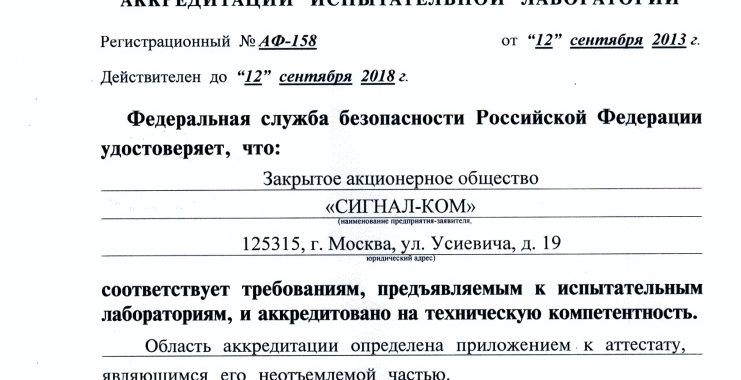 АККРЕДИТАЦИИ ИСПЫТАТЕЛЬНОЙ ЛАБОРАТОРИИ
Регистрационный № АФ-158 от “12” сентября 2013 г.
Действителен до “12” сентября 2018 г.
Федеральная служба безопасности Российской Федерации
удостоверяет, что:
Закрытое акционерное общество
«СИГНАЛ-КОМ»
(наименование предприятия-заявителя,
125315, г. Москва, ул. Усиевича, д. 19
юридический адрес)
соответствует требованиям, предъявляемым к испытательным
лабораториям, и аккредитовано на техническую компетентность.
Область аккредитации определена приложением к аттестату,
являющимся его неотъемлемой частью.